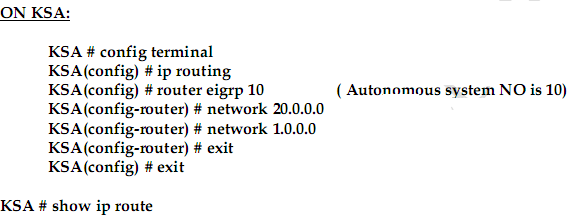 ON KSA:
KSA # config terminal
KSA(config) # ip routing
KSA(config) # router eigrp 10 ( Autonomous system NO is 10)
KSA(config-router) # network 20.0.0.0
KSA(config-router) # network 1.0.0.0
KSA(config-router) # exit
KSA(config) # exit
KSA # show ip route